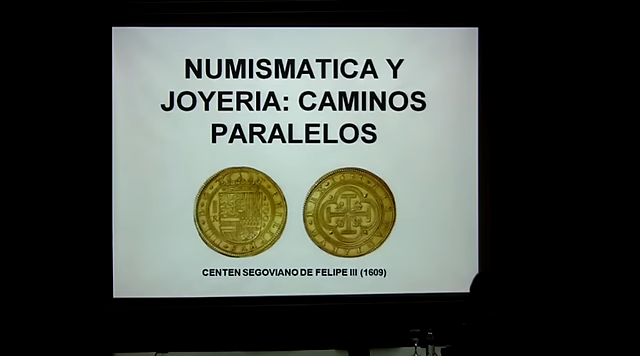 NUMISMATICA Y
JOYERIA: CAMINOS
PARALELOS
CENTEN SEGOVIANO DE FELIPE III (1609)